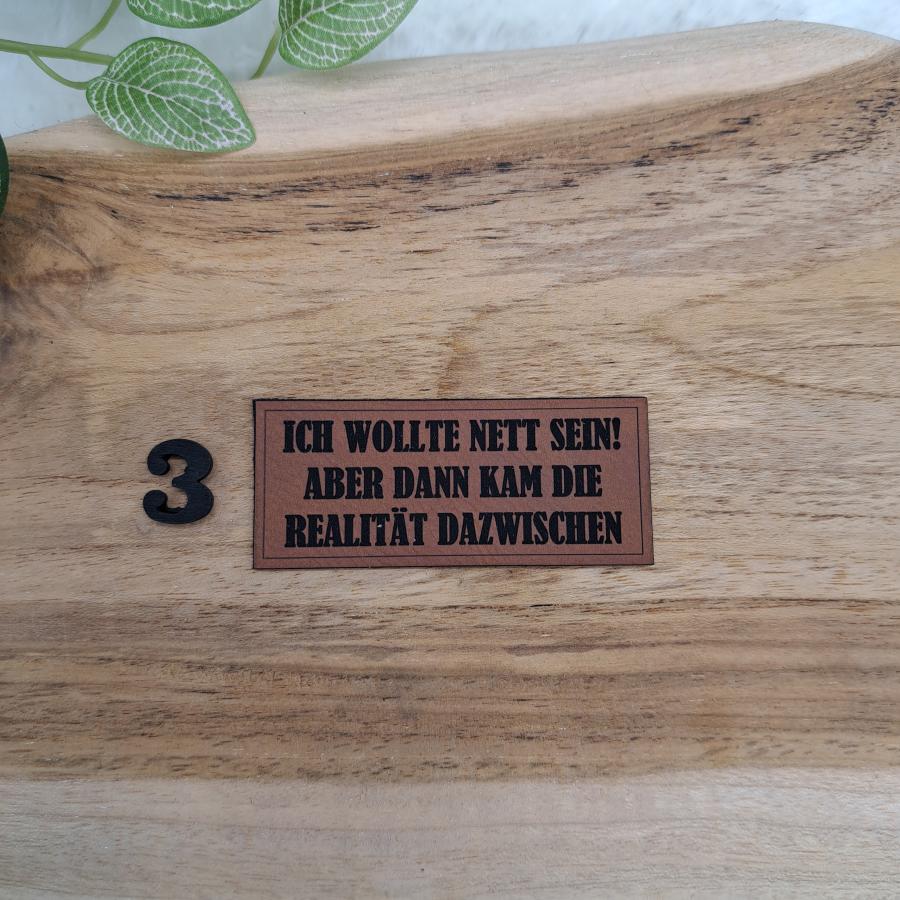 3
ICH WOLLTE NETT SEIN!
ABER DANN KAM DIE
REALITÄT DAZWISCHEN